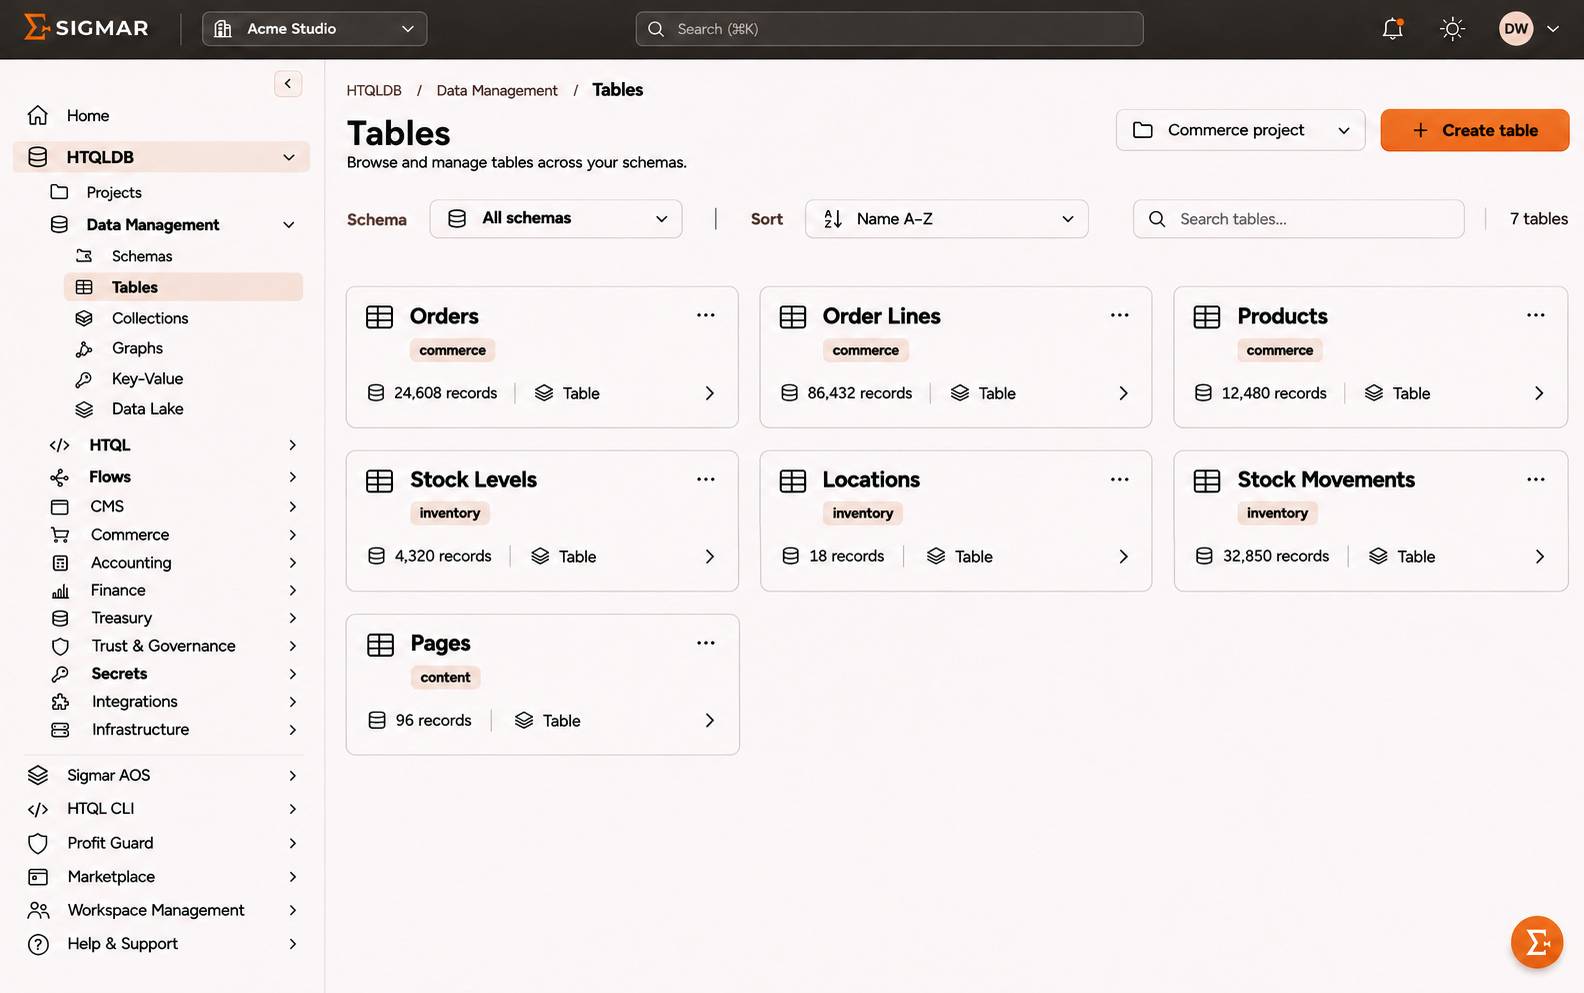 SIGMAR
Acme Studio
Search (⌘K)
DW
Home
HTQLDB
Projects
Data Management
Schemas
Tables
Collections
Graphs
Key-Value
Data Lake
HTQL
Flows
CMS
Commerce
Accounting
Finance
Treasury
Trust & Governance
Secrets
Integrations
Infrastructure
Sigmar AOS
HTQL CLI
Profit Guard
Marketplace
Workspace Management
Help & Support
HTQLDB / Data Management / Tables
Tables
Browse and manage tables across your schemas.
Commerce project
+ Create table
Schema
All schemas
Sort
Name A–Z
Search tables...
7 tables
Orders
commerce
24,608 records
Table
Order Lines
commerce
86,432 records
Table
Products
commerce
12,480 records
Table
Stock Levels
inventory
4,320 records
Table
Locations
inventory
18 records
Table
Stock Movements
inventory
32,850 records
Table
Pages
content
96 records
Table